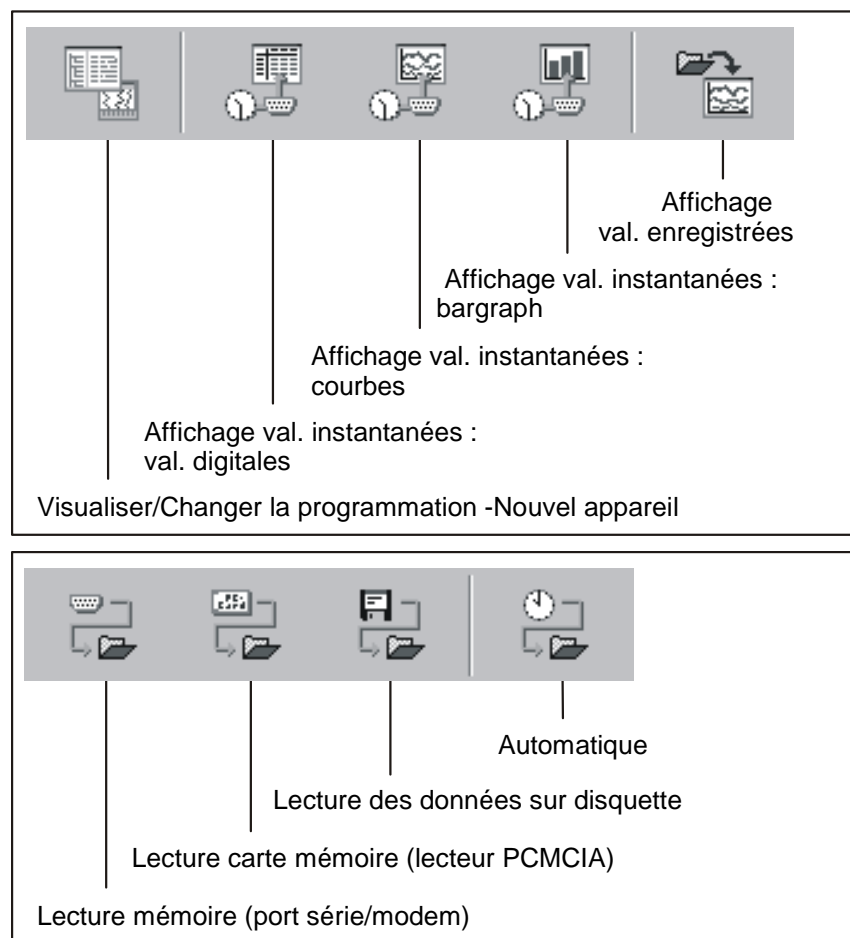 Affichage
val. enregistrées
Affichage val. instantanées :
bargraph
Affichage val. instantanées :
courbes
Affichage val. instantanées :
val. digitales
Visualiser/Changer la programmation -Nouvel appareil
Automatique
Lecture des données sur disquette
Lecture carte mémoire (lecteur PCMCIA)
Lecture mémoire (port série/modem)